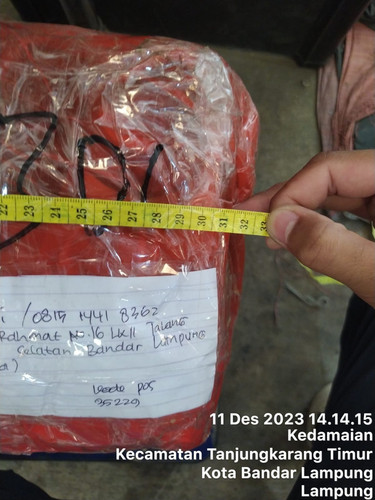 22 23 24 25 26 27 28 29 30 31 32 33
/0819 1441 8362
Rahmat No.16 Lk II
Selatan Bandar Lampung
kode pos
35229
11 Des 2023 14.14.15
Kedamaian
Kecamatan Tanjungkarang Timur
Kota Bandar Lampung
Lampung